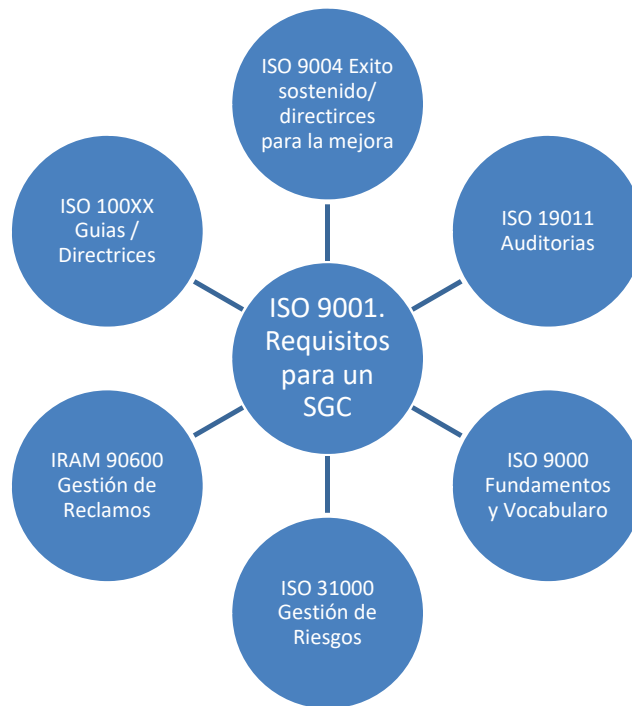 ISO 9004 Exito
sostenido/
directirces
para la mejora
ISO 100XX
Guias /
Directrices
ISO 19011
Auditorias
ISO 9001.
Requisitos
para un
SGC
IRAM 90600
Gestión de
Reclamos
ISO 9000
Fundamentos
y Vocabularo
ISO 31000
Gestión de
Riesgos